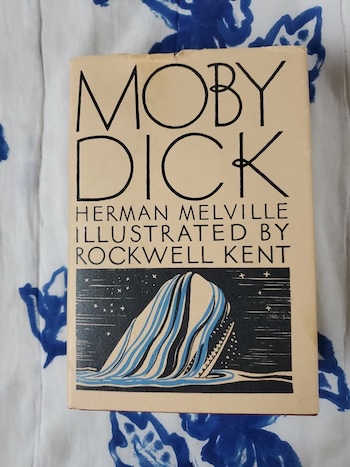 MOBY
DICK
HERMAN MELVILLE
ILLUSTRATED BY
ROCKWELL KENT